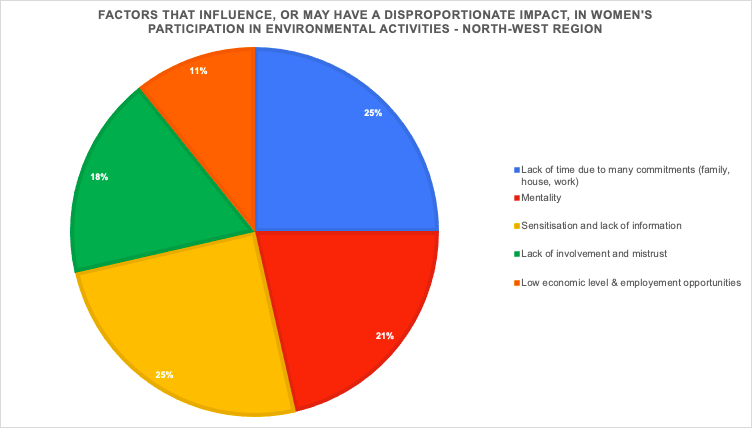 FACTORS THAT INFLUENCE, OR MAY HAVE A DISPROPORTIONATE IMPACT, IN WOMEN'S
PARTICIPATION IN ENVIRONMENTAL ACTIVITIES - NORTH-WEST REGION
11%
25%
18%
21%
25%
Lack of time due to many commitments (family,
house, work)
Mentality
Sensitisation and lack of information
Lack of involvement and mistrust
Low economic level & employement opportunities